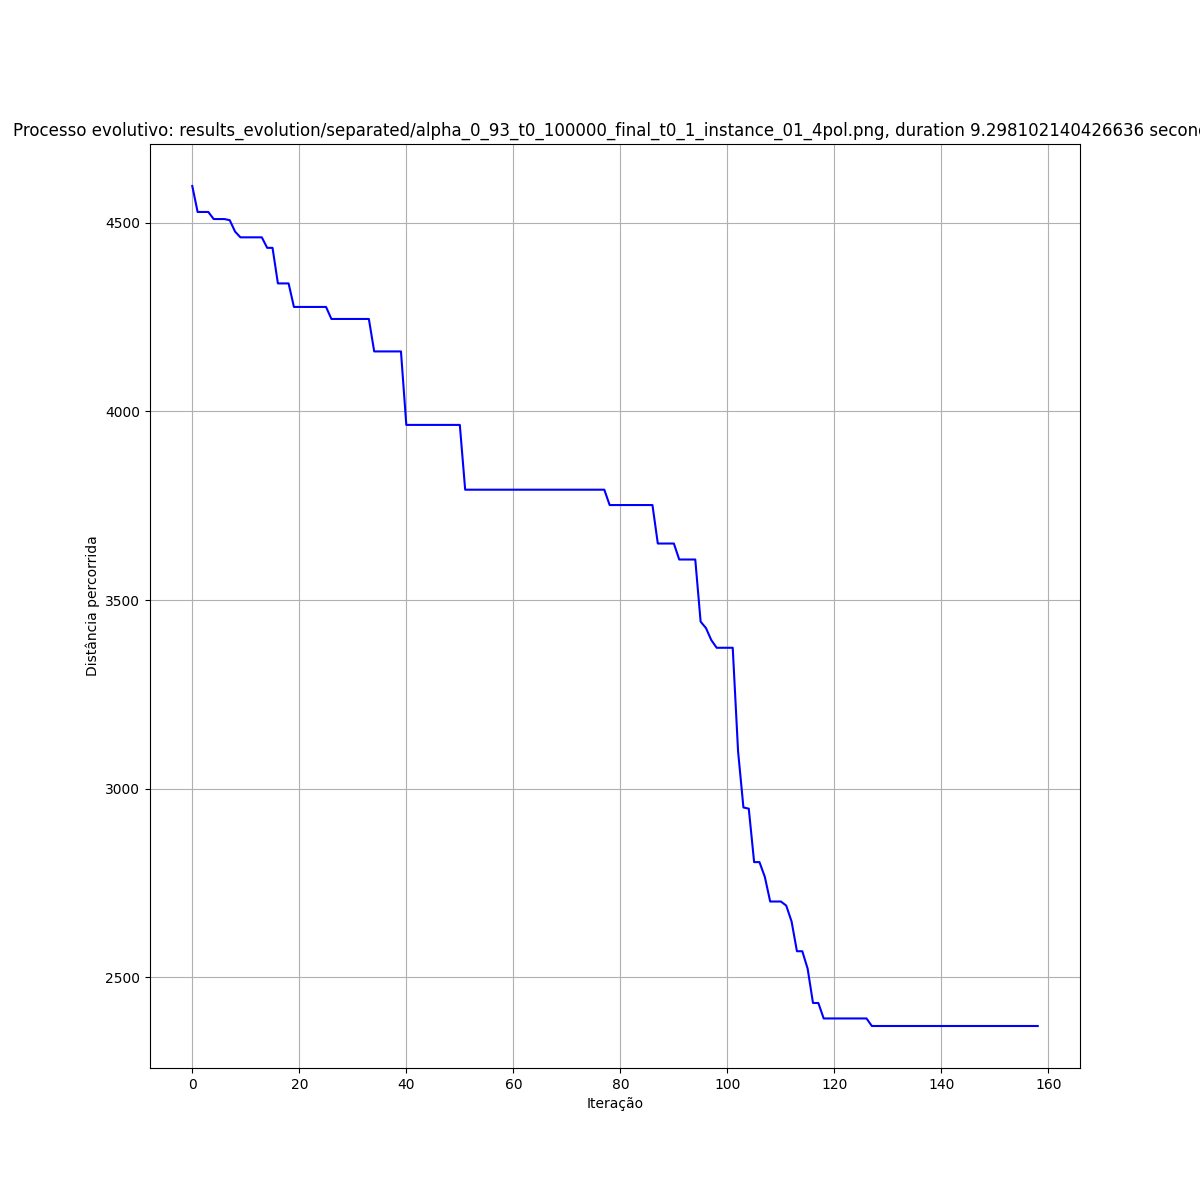 Processo evolutivo: results_evolution/separated/alpha_0_93_t0_100000_final_t0_1_instance_01_4pol.png, duration 9.298102140426636
4500
4000
3500
3000
2500
Distância percorrida
0 20 40 60 80 100 120 140 160
Iteração